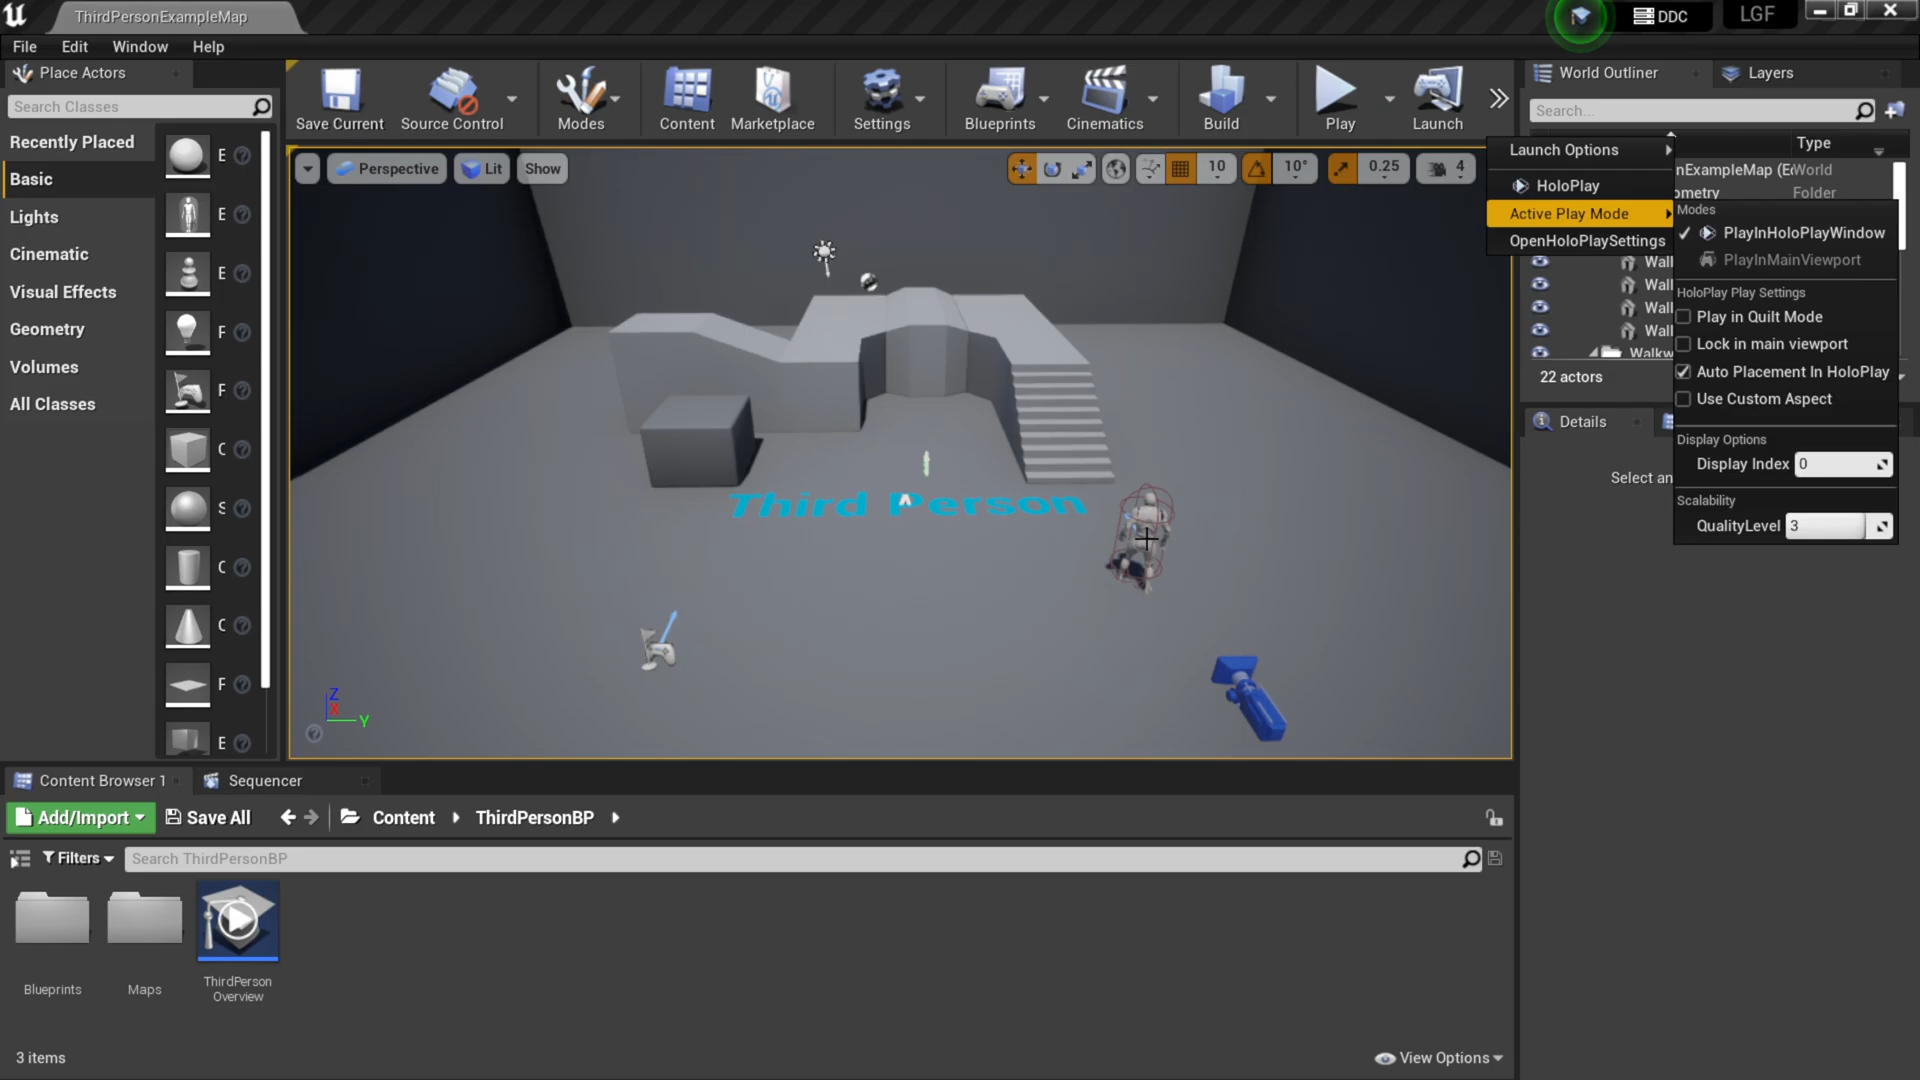 ThirdPersonExampleMap
DDC
LGF
File Edit Window Help
Place Actors
Search Classes
Recently Placed
Basic
Lights
Cinematic
Visual Effects
Geometry
Volumes
All Classes
E
E
E
F
F
C
S
C
C
F
E
Save Current
Source Control
Modes
Content
Marketplace
Settings
Blueprints
Cinematics
Build
Play
Launch
Perspective
Lit
Show
10
10°
0.25
4
Third Person
Z
X
Y
World Outliner
Layers
Search...
Type
Launch Options
HoloPlay
Active Play Mode
OpenHoloPlaySettings
nExampleMap (E
World
ometry
Folder
Wall
Wall
Wall
Wall
Walkw
22 actors
Modes
PlayInHoloPlayWindow
PlayInMainViewport
HoloPlay Play Settings
Play in Quilt Mode
Lock in main viewport
Auto Placement In HoloPlay
Use Custom Aspect
Display Options
Display Index 0
Scalability
QualityLevel 3
Details
Select an
Content Browser 1
Sequencer
Add/Import
Save All
Content
ThirdPersonBP
Filters
Search ThirdPersonBP
Blueprints
Maps
ThirdPerson
Overview
3 items
View Options